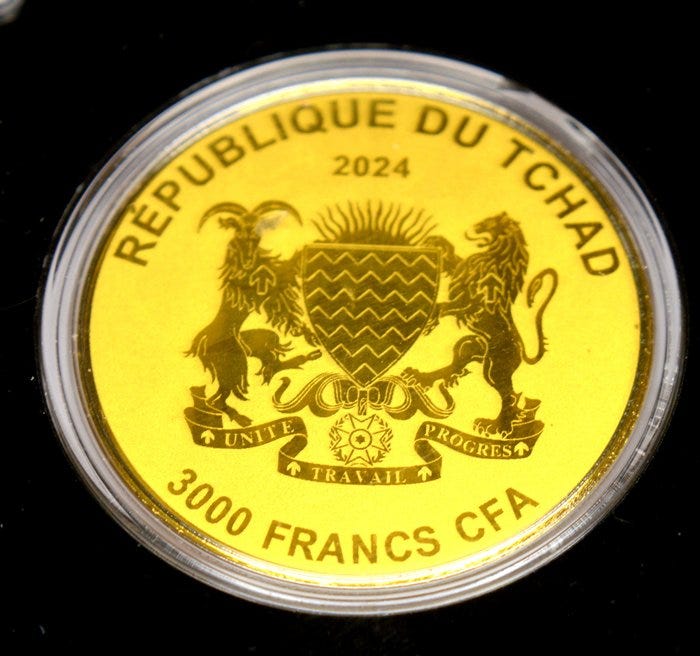 RÉPUBLIQUE DU TCHAD
2024
UNITE
TRAVAIL
PROGRES
3000 FRANCS CFA